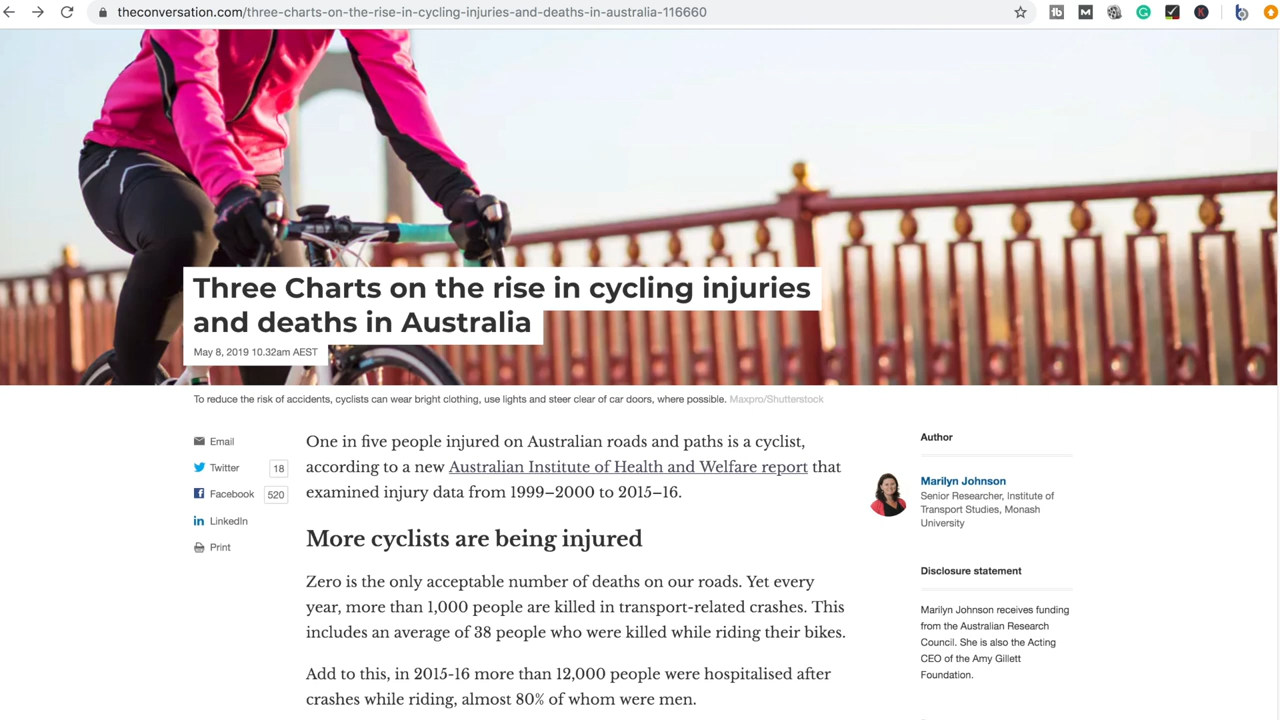 theconversation.com/three-charts-on-the-rise-in-cycling-injuries-and-deaths-in-australia-116660
Three Charts on the rise in cycling injuries
and deaths in Australia
May 8, 2019 10.32am AEST
To reduce the risk of accidents, cyclists can wear bright clothing, use lights and steer clear of car doors, where possible. Maxpro/Shutterstock
Email
Twitter 18
Facebook 520
LinkedIn
Print
One in five people injured on Australian roads and paths is a cyclist,
according to a new Australian Institute of Health and Welfare report that
examined injury data from 1999–2000 to 2015–16.
More cyclists are being injured
Zero is the only acceptable number of deaths on our roads. Yet every
year, more than 1,000 people are killed in transport-related crashes. This
includes an average of 38 people who were killed while riding their bikes.
Add to this, in 2015-16 more than 12,000 people were hospitalised after
crashes while riding, almost 80% of whom were men.
Author
Marilyn Johnson
Senior Researcher, Institute of
Transport Studies, Monash
University
Disclosure statement
Marilyn Johnson receives funding
from the Australian Research
Council. She is also the Acting
CEO of the Amy Gillett
Foundation.